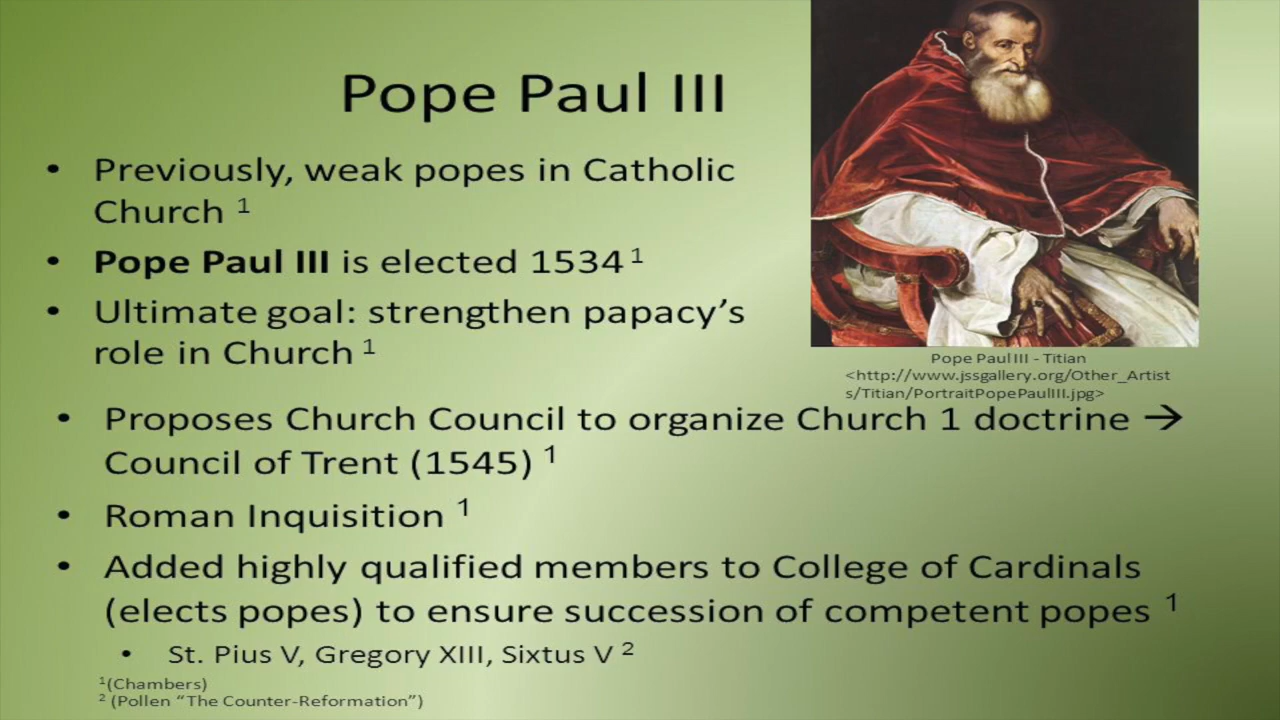 Pope Paul III
• Previously, weak popes in Catholic
Church ¹
• Pope Paul III is elected 1534 ¹
• Ultimate goal: strengthen papacy’s
role in Church ¹
Pope Paul III - Titian
<http://www.jssgallery.org/Other_Artist
s/Titian/PortraitPopePaulIII.jpg>
• Proposes Church Council to organize Church 1 doctrine →
Council of Trent (1545) ¹
• Roman Inquisition ¹
• Added highly qualified members to College of Cardinals
(elects popes) to ensure succession of competent popes ¹
• St. Pius V, Gregory XIII, Sixtus V ²
¹(Chambers)
² (Pollen “The Counter-Reformation”)